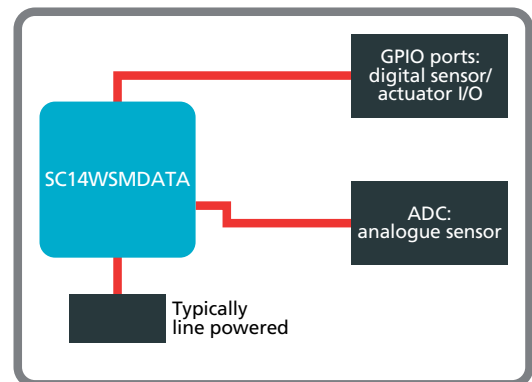 GPIO ports:
digital sensor/
actuator I/O
SC14WSMDATA
ADC:
analogue sensor
Typically
line powered